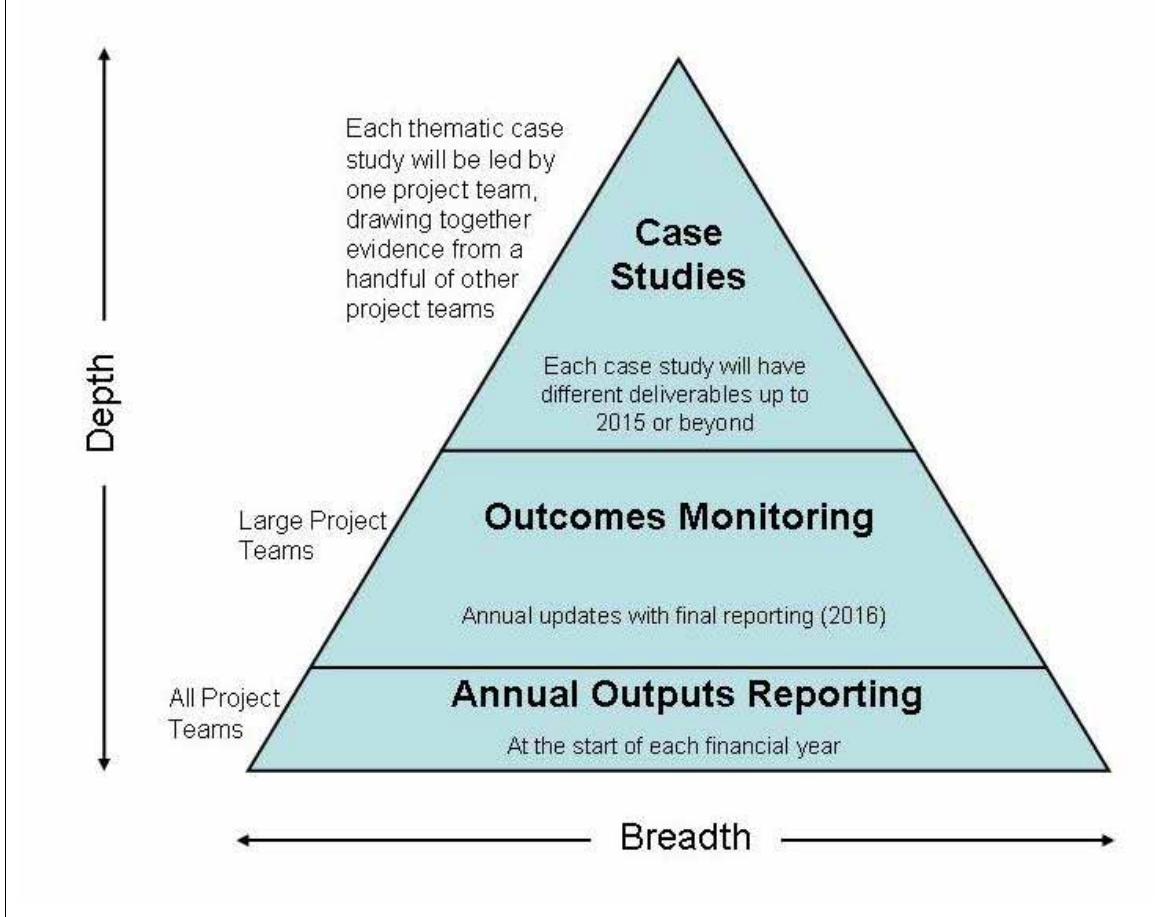 Each thematic case
study will be led by
one project team,
drawing together
evidence from a
handful of other
project teams
Case
Studies
Each case study will have
different deliverables up to
2015 or beyond
Depth
Large Project
Teams
Outcomes Monitoring
Annual updates with final reporting (2016)
All Project
Teams
Annual Outputs Reporting
At the start of each financial year
Breadth